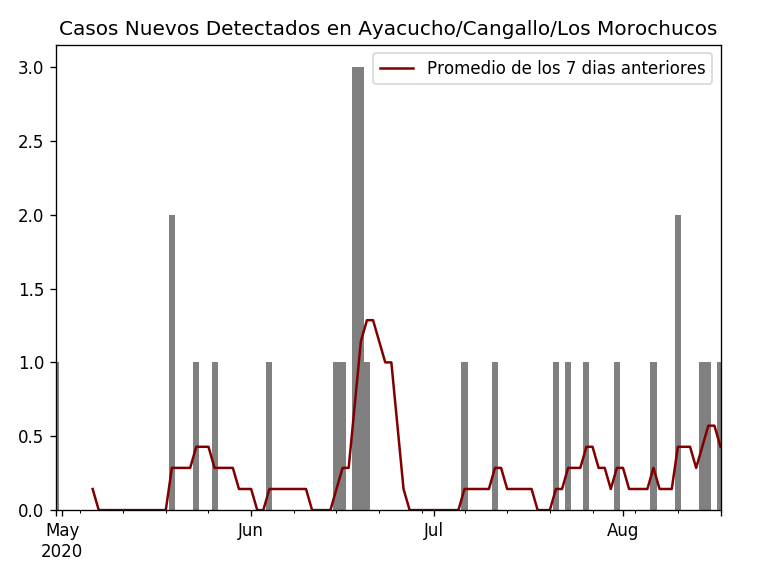 Casos Nuevos Detectados en Ayacucho/Cangallo/Los Morochucos
Promedio de los 7 dias anteriores
3.0
2.5
2.0
1.5
1.0
0.5
0.0
May Jun Jul Aug
2020